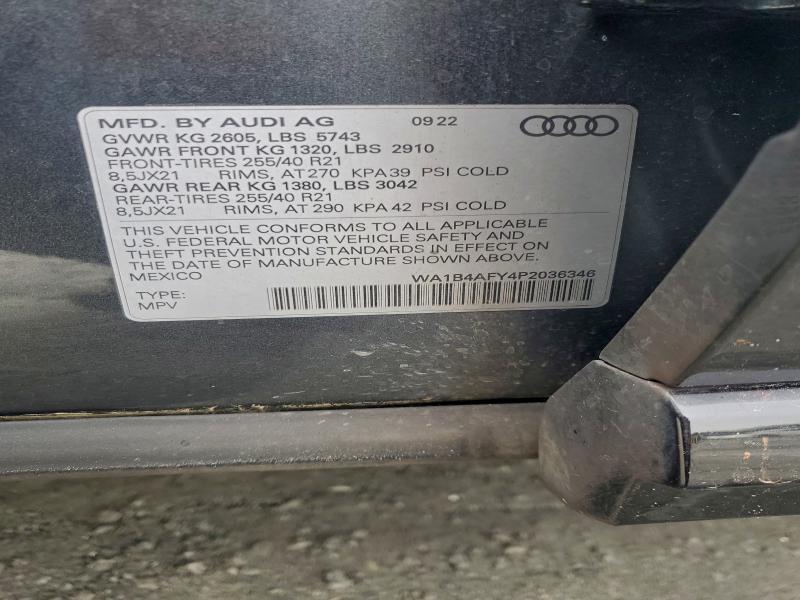 MFD. BY AUDI AG 09 22
GVWR KG 2605, LBS 5743
GAWR FRONT KG 1320, LBS 2910
FRONT-TIRES 255/40 R21
8,5JX21 RIMS, AT 270 KPA 39 PSI COLD
GAWR REAR KG 1380, LBS 3042
REAR-TIRES 255/40 R21
8,5JX21 RIMS, AT 290 KPA 42 PSI COLD
THIS VEHICLE CONFORMS TO ALL APPLICABLE
U.S. FEDERAL MOTOR VEHICLE SAFETY AND
THEFT PREVENTION STANDARDS IN EFFECT ON
THE DATE OF MANUFACTURE SHOWN ABOVE.
MEXICO WA1B4AFY4P2036346
TYPE:
MPV